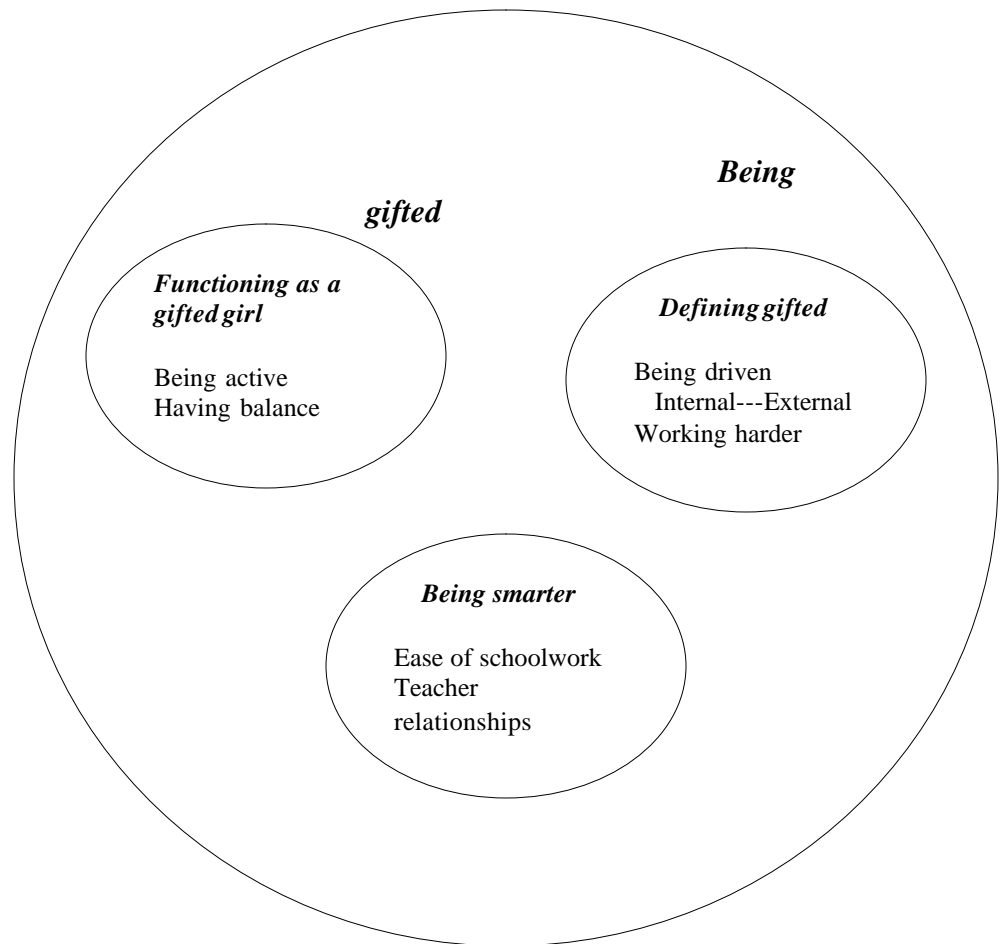 Being
gifted
Functioning as a
gifted girl
Being active
Having balance
Defining gifted
Being driven
Internal---External
Working harder
Being smarter
Ease of schoolwork
Teacher
relationships